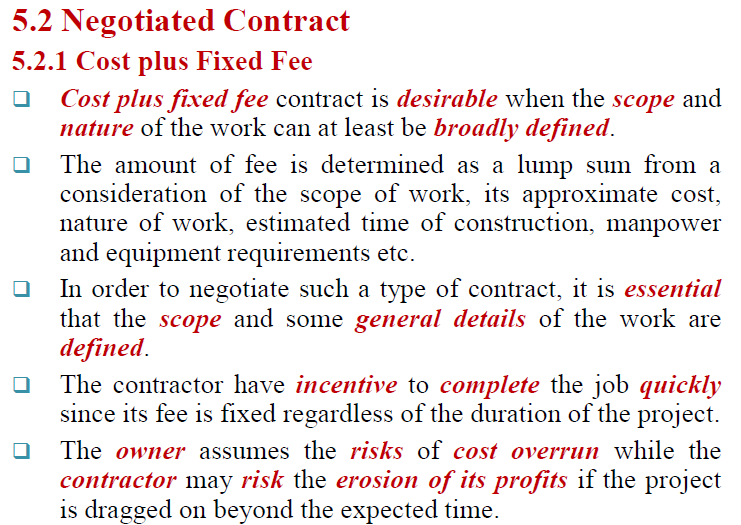 5.2 Negotiated Contract
5.2.1 Cost plus Fixed Fee
❑ Cost plus fixed fee contract is desirable when the scope and
nature of the work can at least be broadly defined.
❑ The amount of fee is determined as a lump sum from a
consideration of the scope of work, its approximate cost,
nature of work, estimated time of construction, manpower
and equipment requirements etc.
❑ In order to negotiate such a type of contract, it is essential
that the scope and some general details of the work are
defined.
❑ The contractor have incentive to complete the job quickly
since its fee is fixed regardless of the duration of the project.
❑ The owner assumes the risks of cost overrun while the
contractor may risk the erosion of its profits if the project
is dragged on beyond the expected time.